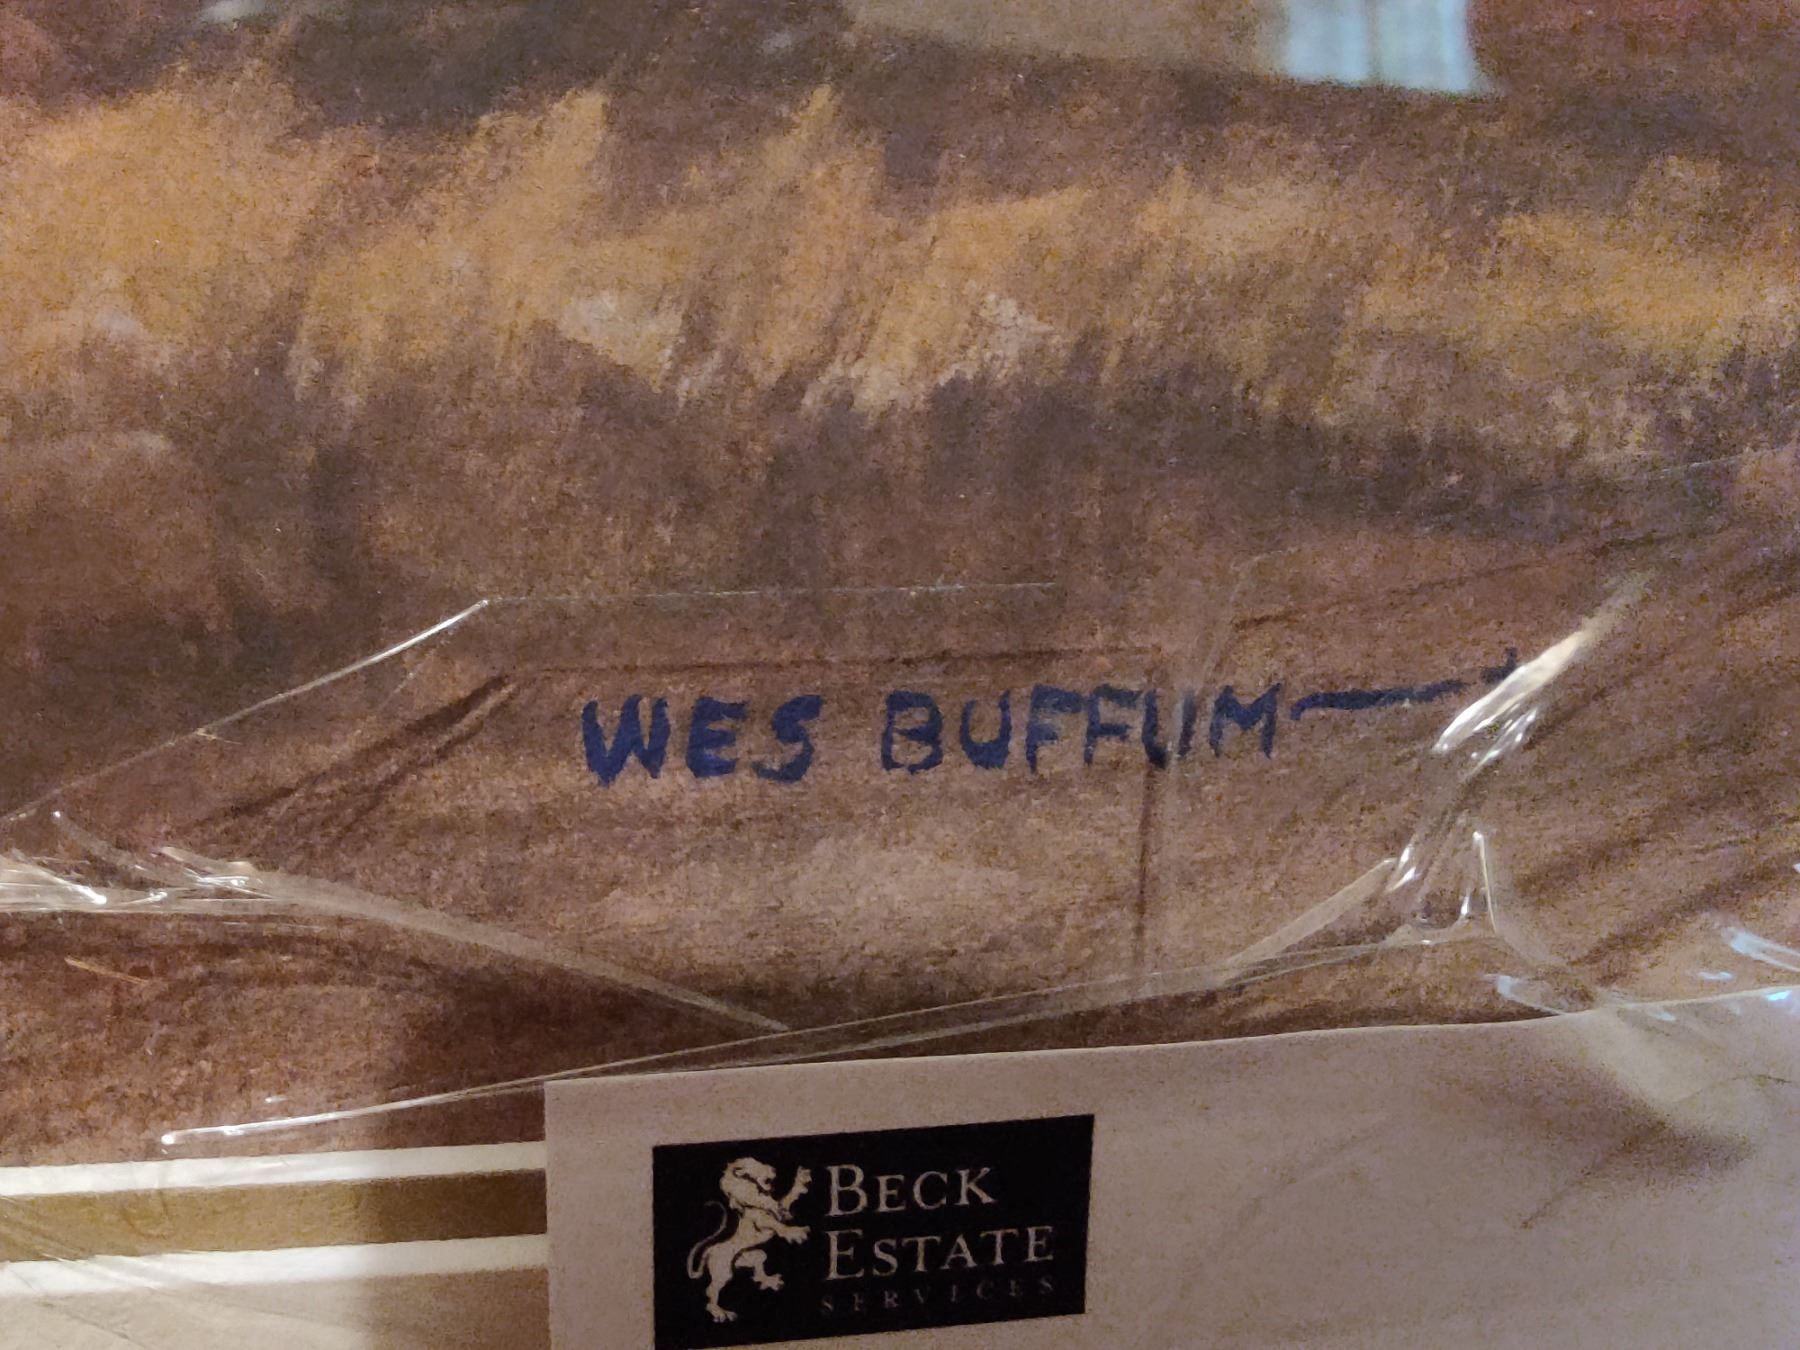 WES BUFFUM
BECK
ESTATE
SERVICES